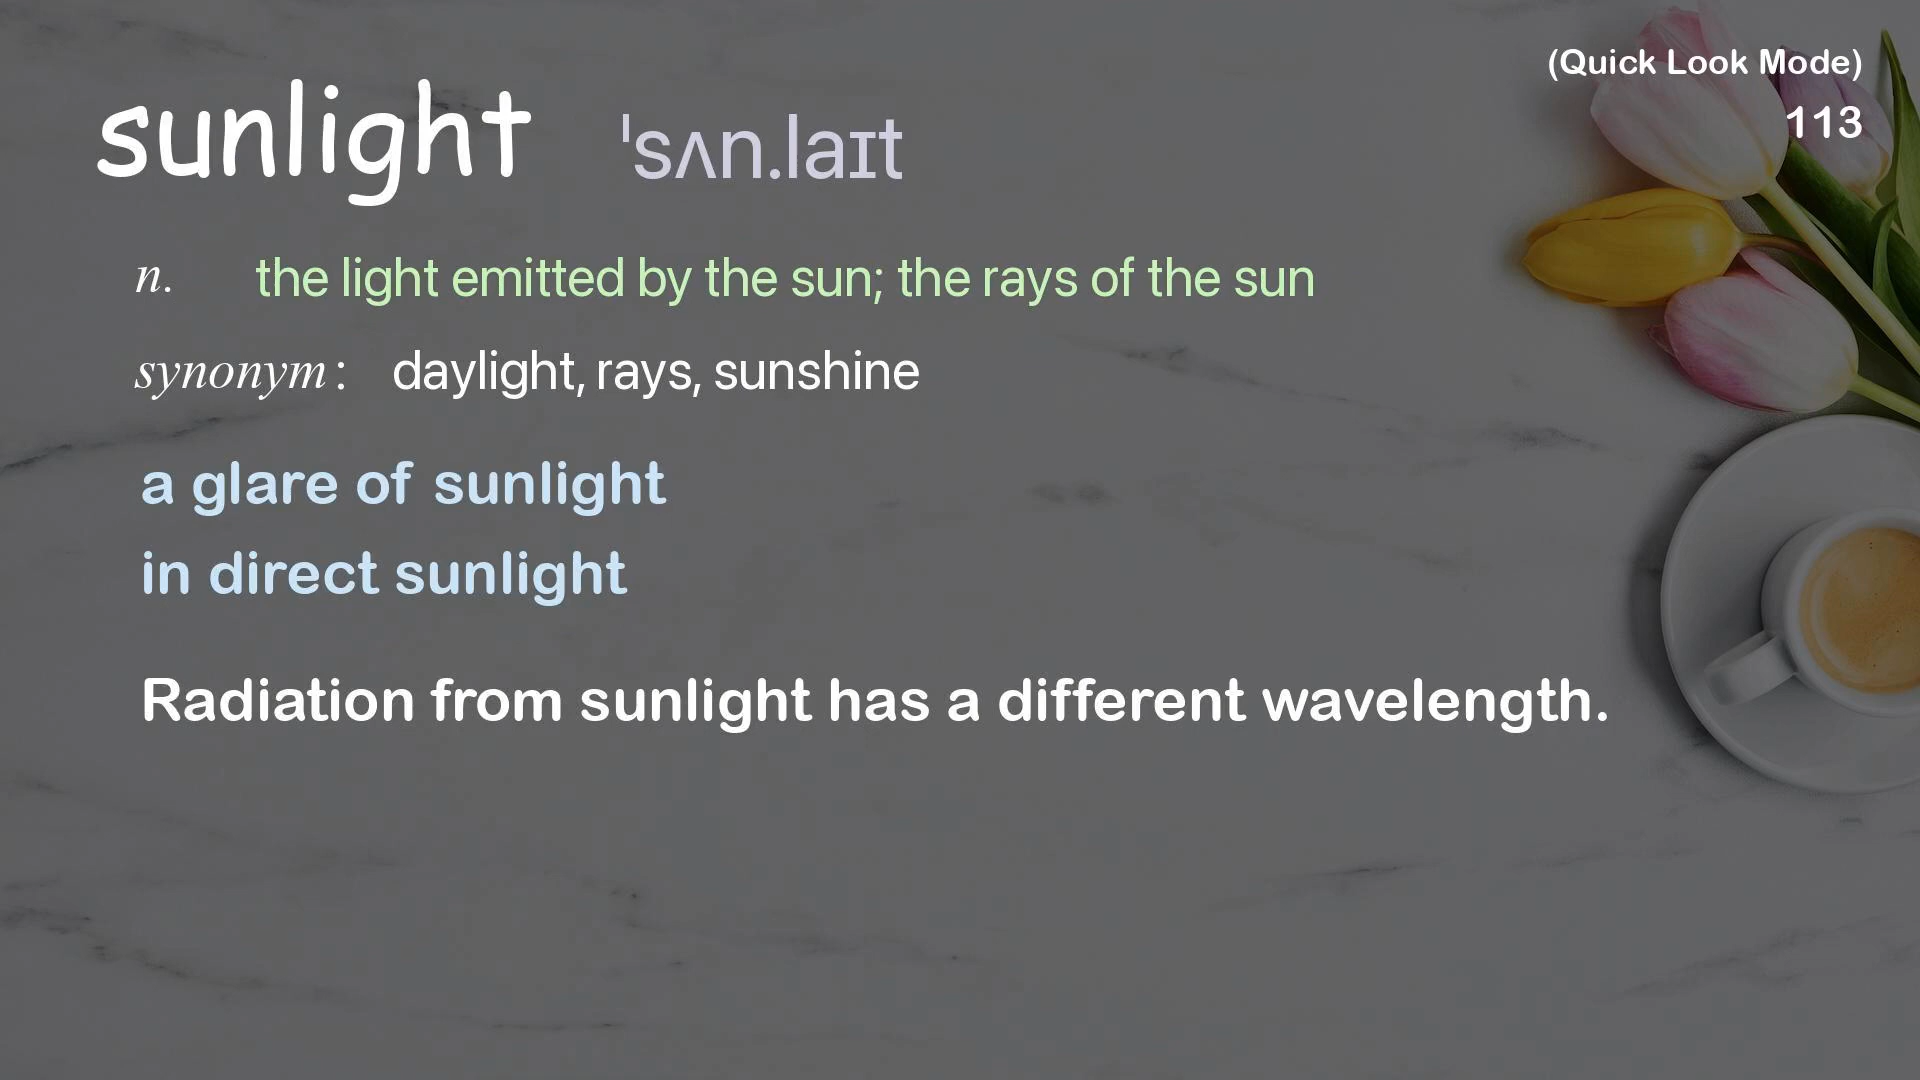 (Quick Look Mode)
113
sunlight ˈsʌn.laɪt
n. the light emitted by the sun; the rays of the sun
synonym: daylight, rays, sunshine
a glare of sunlight
in direct sunlight
Radiation from sunlight has a different wavelength.